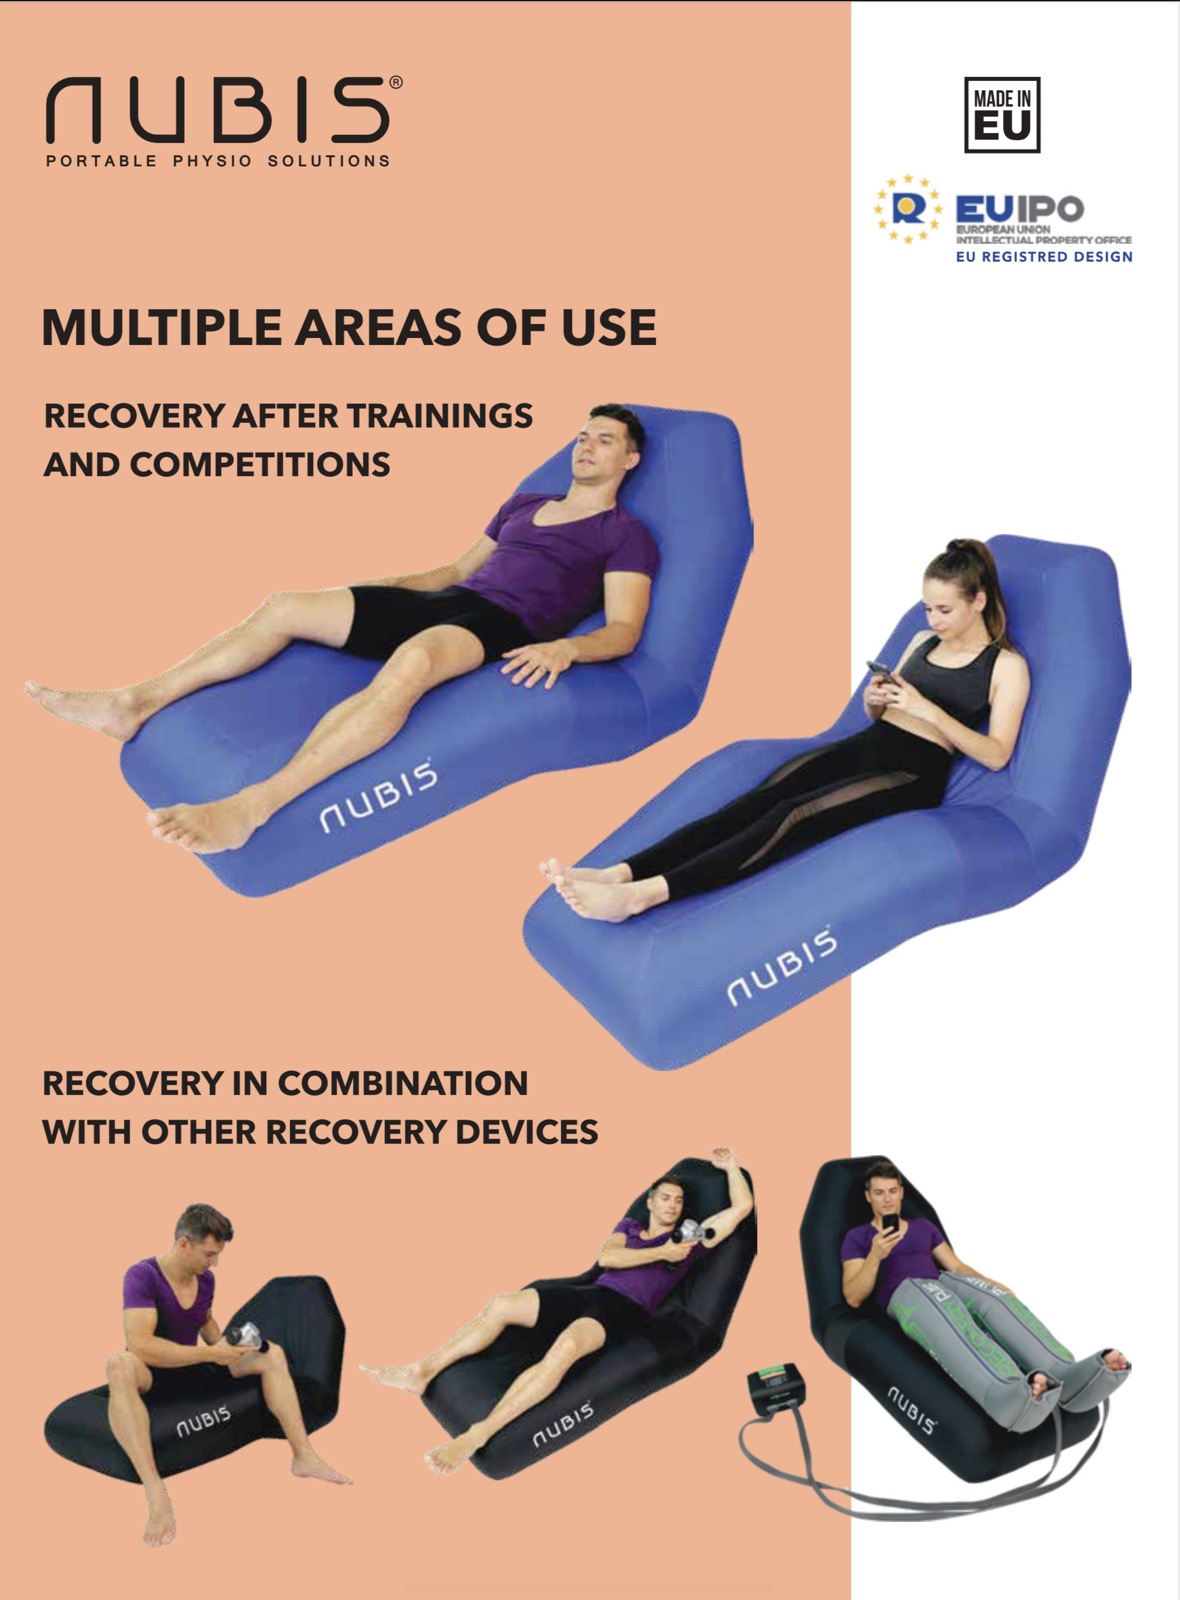 NUBIS®
PORTABLE PHYSIO SOLUTIONS
MADE IN
EU
R
EUIPO
EUROPEAN UNION
INTELLECTUAL PROPERTY OFFICE
EU REGISTRED DESIGN
MULTIPLE AREAS OF USE
RECOVERY AFTER TRAININGS
AND COMPETITIONS
NUBIS
NUBIS
RECOVERY IN COMBINATION
WITH OTHER RECOVERY DEVICES
NUBIS
NUBIS
NUBIS